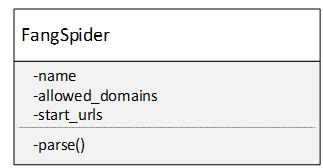 FangSpider
-name
-allowed_domains
-start_urls
-parse()